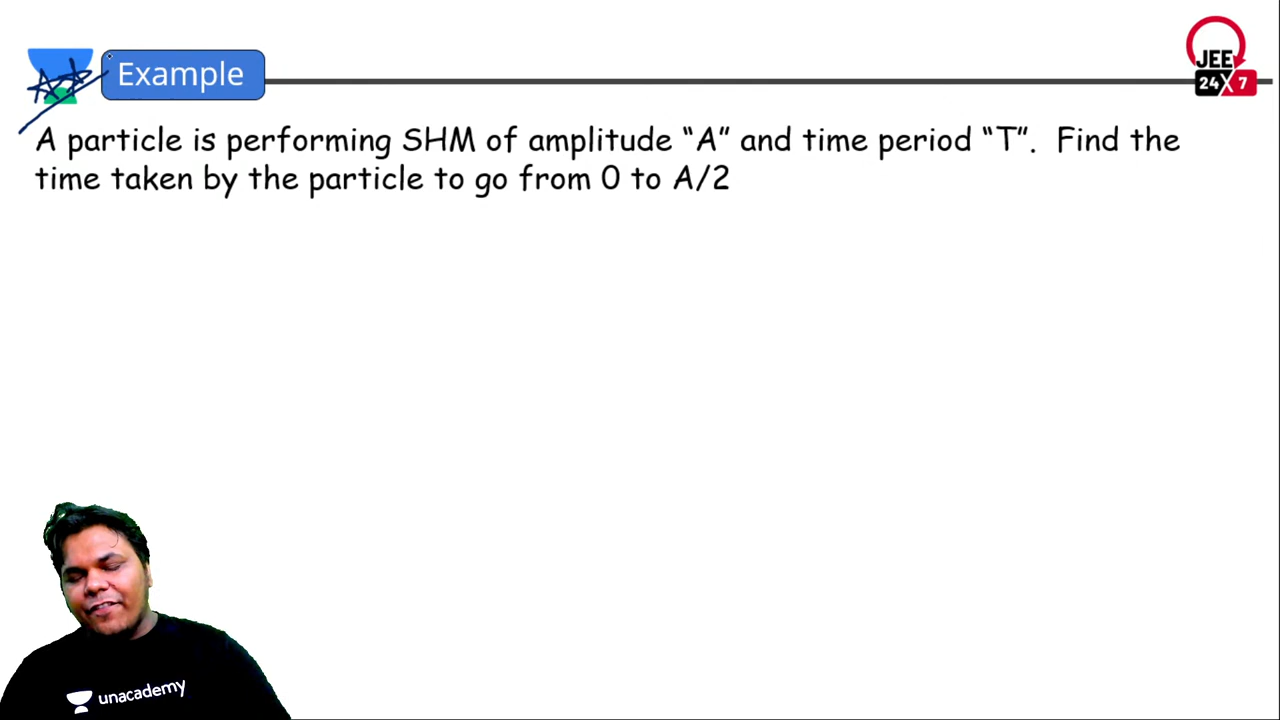 Example
JEE
24X7
A particle is performing SHM of amplitude “A” and time period “T”. Find the
time taken by the particle to go from 0 to A/2
unacademy